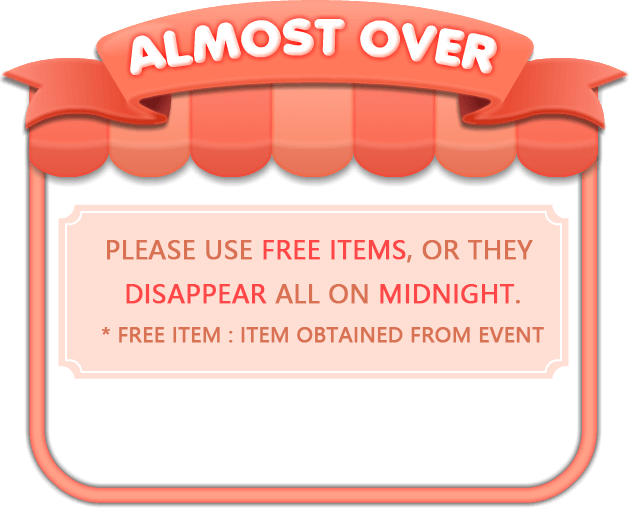 ALMOST OVER
PLEASE USE FREE ITEMS, OR THEY
DISAPPEAR ALL ON MIDNIGHT.
* FREE ITEM : ITEM OBTAINED FROM EVENT